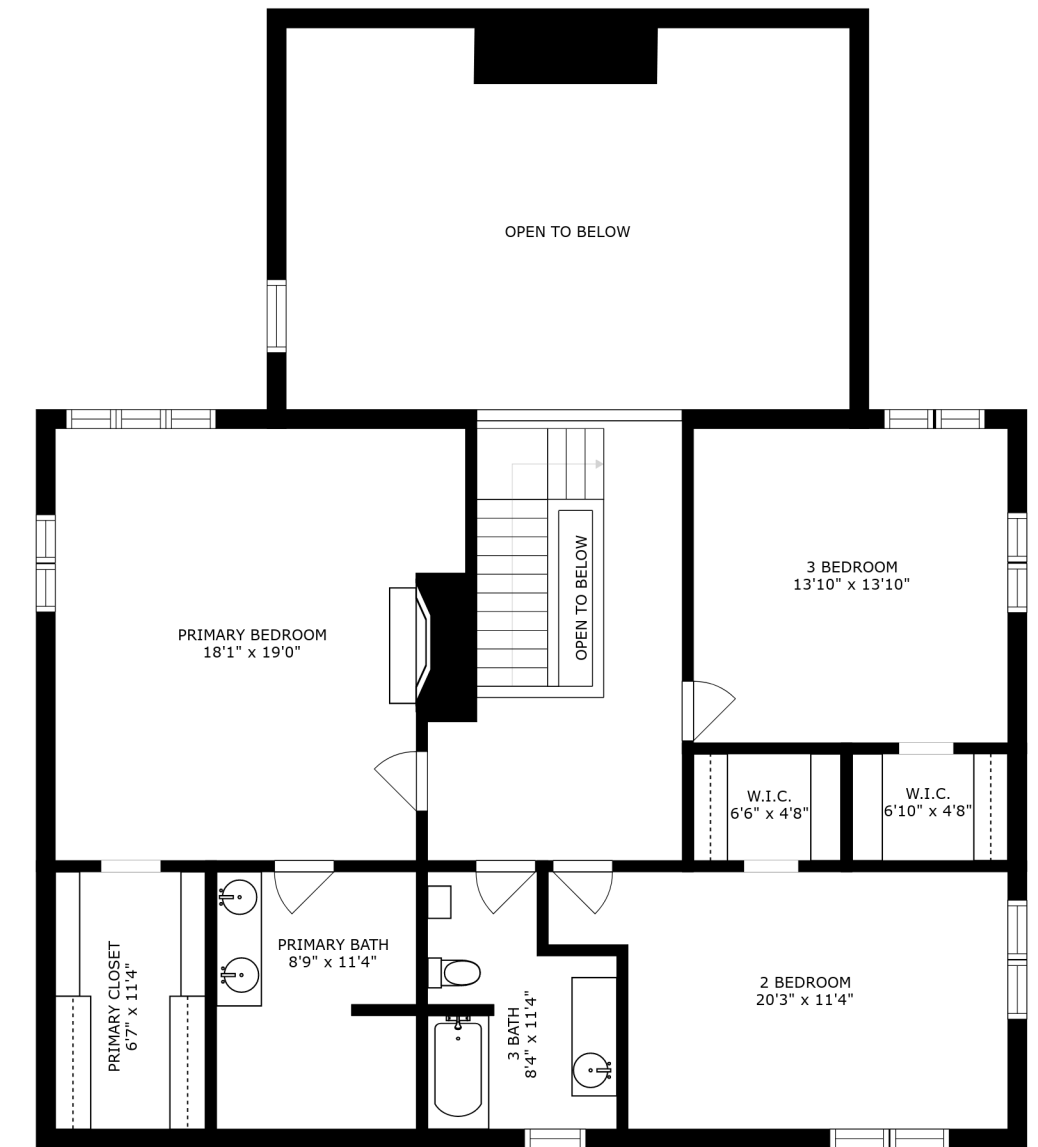 OPEN TO BELOW
OPEN TO BELOW
3 BEDROOM
13'10" x 13'10"
PRIMARY BEDROOM
18'1" x 19'0"
W.I.C.
6'6" x 4'8"
W.I.C.
6'10" x 4'8"
PRIMARY CLOSET
6'7" x 11'4"
PRIMARY BATH
8'9" x 11'4"
3 BATH
8'4" x 11'4"
2 BEDROOM
20'3" x 11'4"